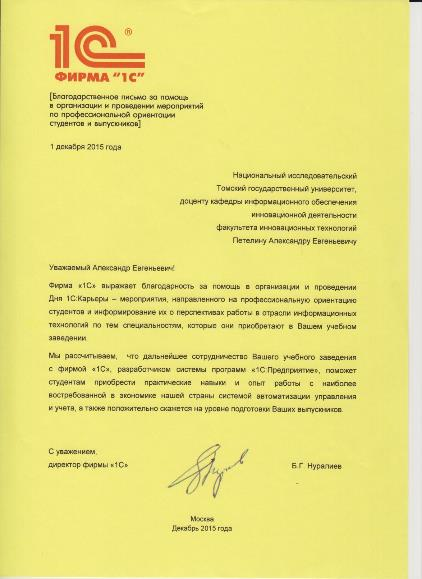 1С®
ФИРМА "1С"
[Благодарственное письмо за помощь
в организации и проведении мероприятий
по профессиональной ориентации
студентов и выпускников]
1 декабря 2015 года
Национальный исследовательский
Томский государственный университет,
доценту кафедры информационного обеспечения
инновационной деятельности
факультета инновационных технологий
Петелину Александру Евгеньевичу
Уважаемый Александр Евгеньевич!
Фирма «1С» выражает благодарность за помощь в организации и проведении
Дня 1С:Карьеры – мероприятия, направленного на профессиональную ориентацию
студентов и информирование их о перспективах работы в отрасли информационных
технологий по тем специальностям, которые они приобретают в Вашем учебном
заведении.
Мы рассчитываем, что дальнейшее сотрудничество Вашего учебного заведения
с фирмой «1С», разработчиком системы программ «1С:Предприятие», поможет
студентам приобрести практические навыки и опыт работы с наиболее
востребованной в экономике нашей страны системой автоматизации управления
и учета, а также положительно скажется на уровне подготовки Ваших выпускников.
С уважением,
директор фирмы «1С» Б.Г. Нуралиев
Москва
Декабрь 2015 года